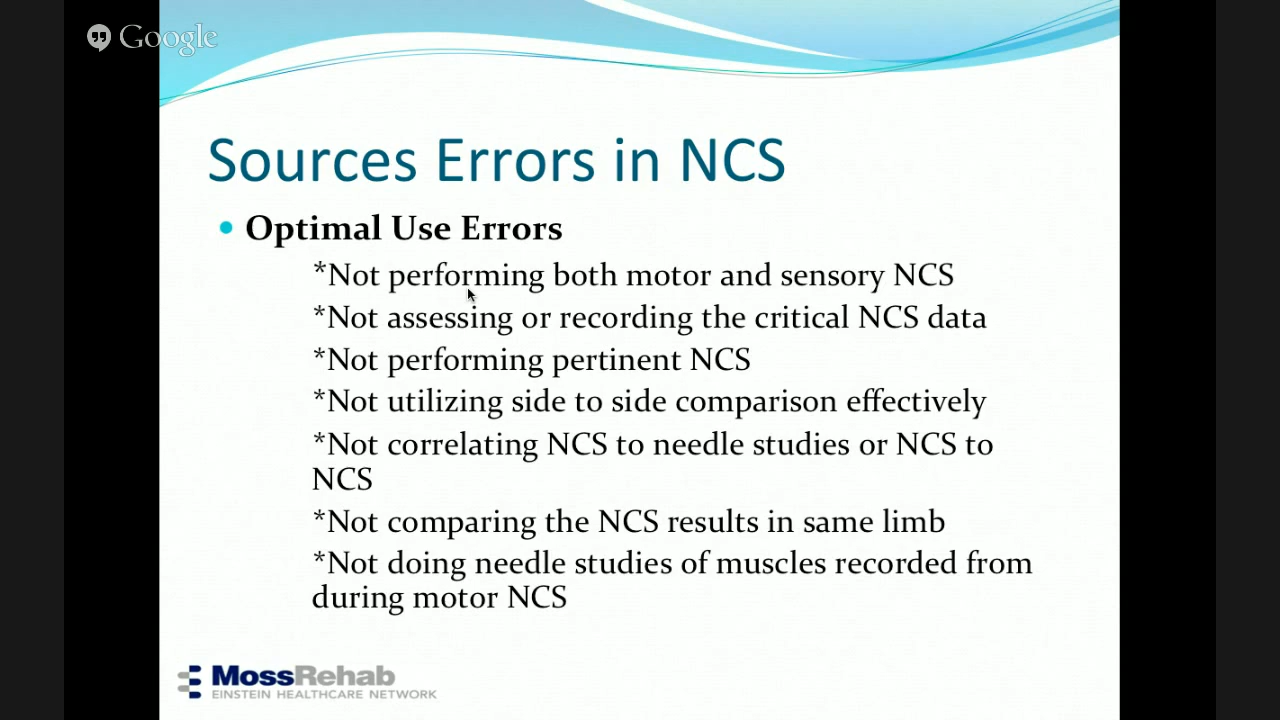 Google
Sources Errors in NCS
• Optimal Use Errors
*Not performing both motor and sensory NCS
*Not assessing or recording the critical NCS data
*Not performing pertinent NCS
*Not utilizing side to side comparison effectively
*Not correlating NCS to needle studies or NCS to
NCS
*Not comparing the NCS results in same limb
*Not doing needle studies of muscles recorded from
during motor NCS
MossRehab
EINSTEIN HEALTHCARE NETWORK